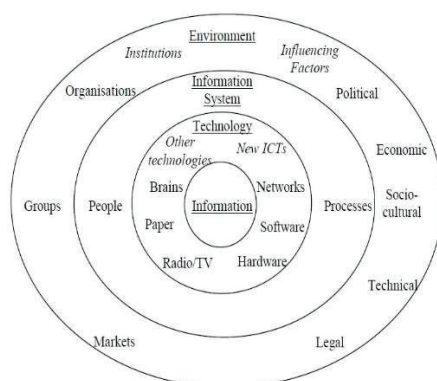 Environment
Institutions
Influencing
Factors
Organisations
Information
System
Political
Technology
Other
technologies
New ICTs
Economic
Brains
Networks
Groups
People
Information
Processes
Socio-
cultural
Paper
Software
Radio/TV
Hardware
Technical
Markets
Legal